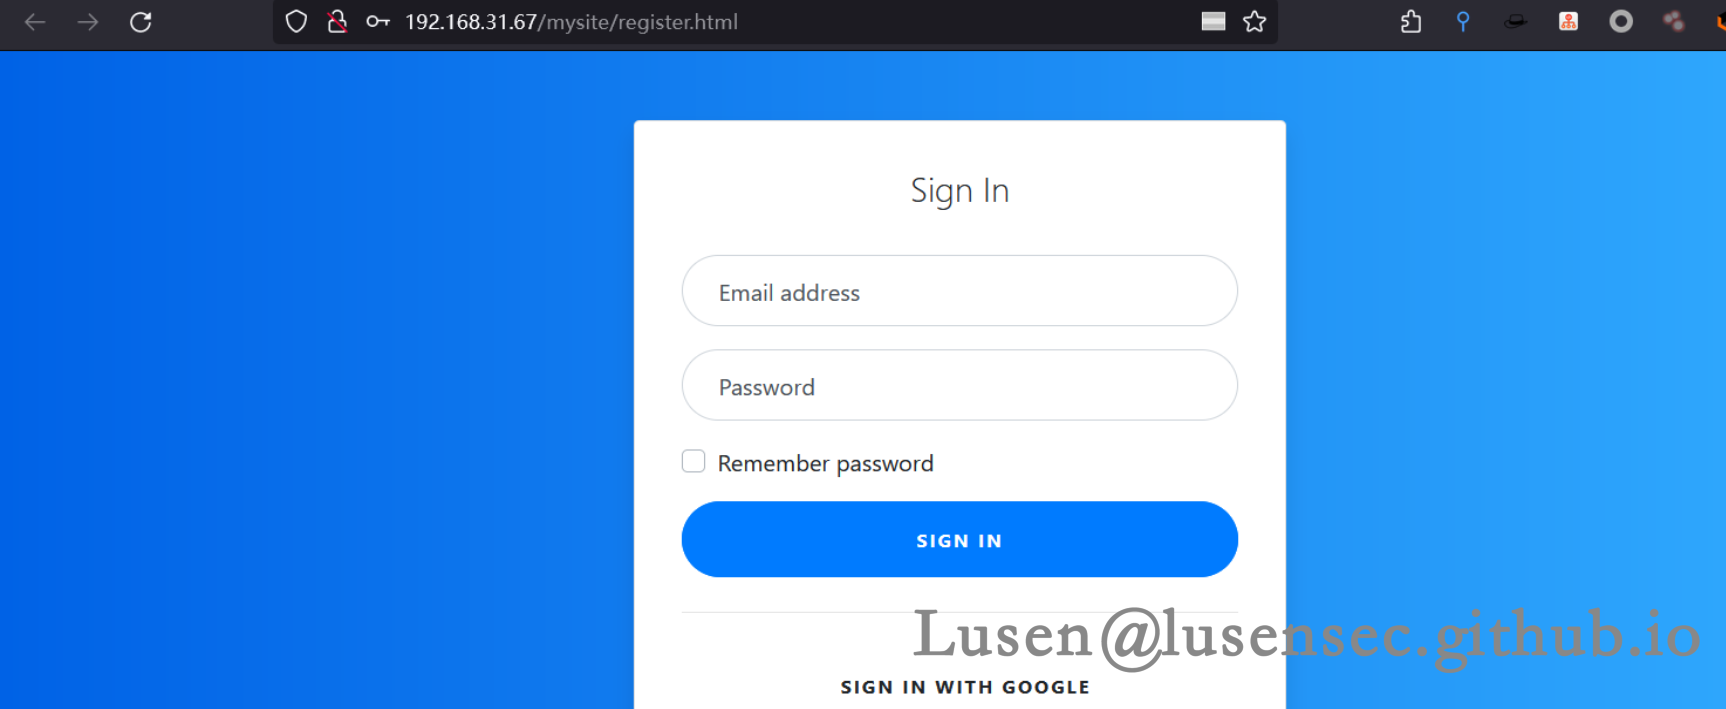 192.168.31.67/mysite/register.html
Sign In
Email address
Password
Remember password
SIGN IN
Lusen@lusensec.github.io
SIGN IN WITH GOOGLE